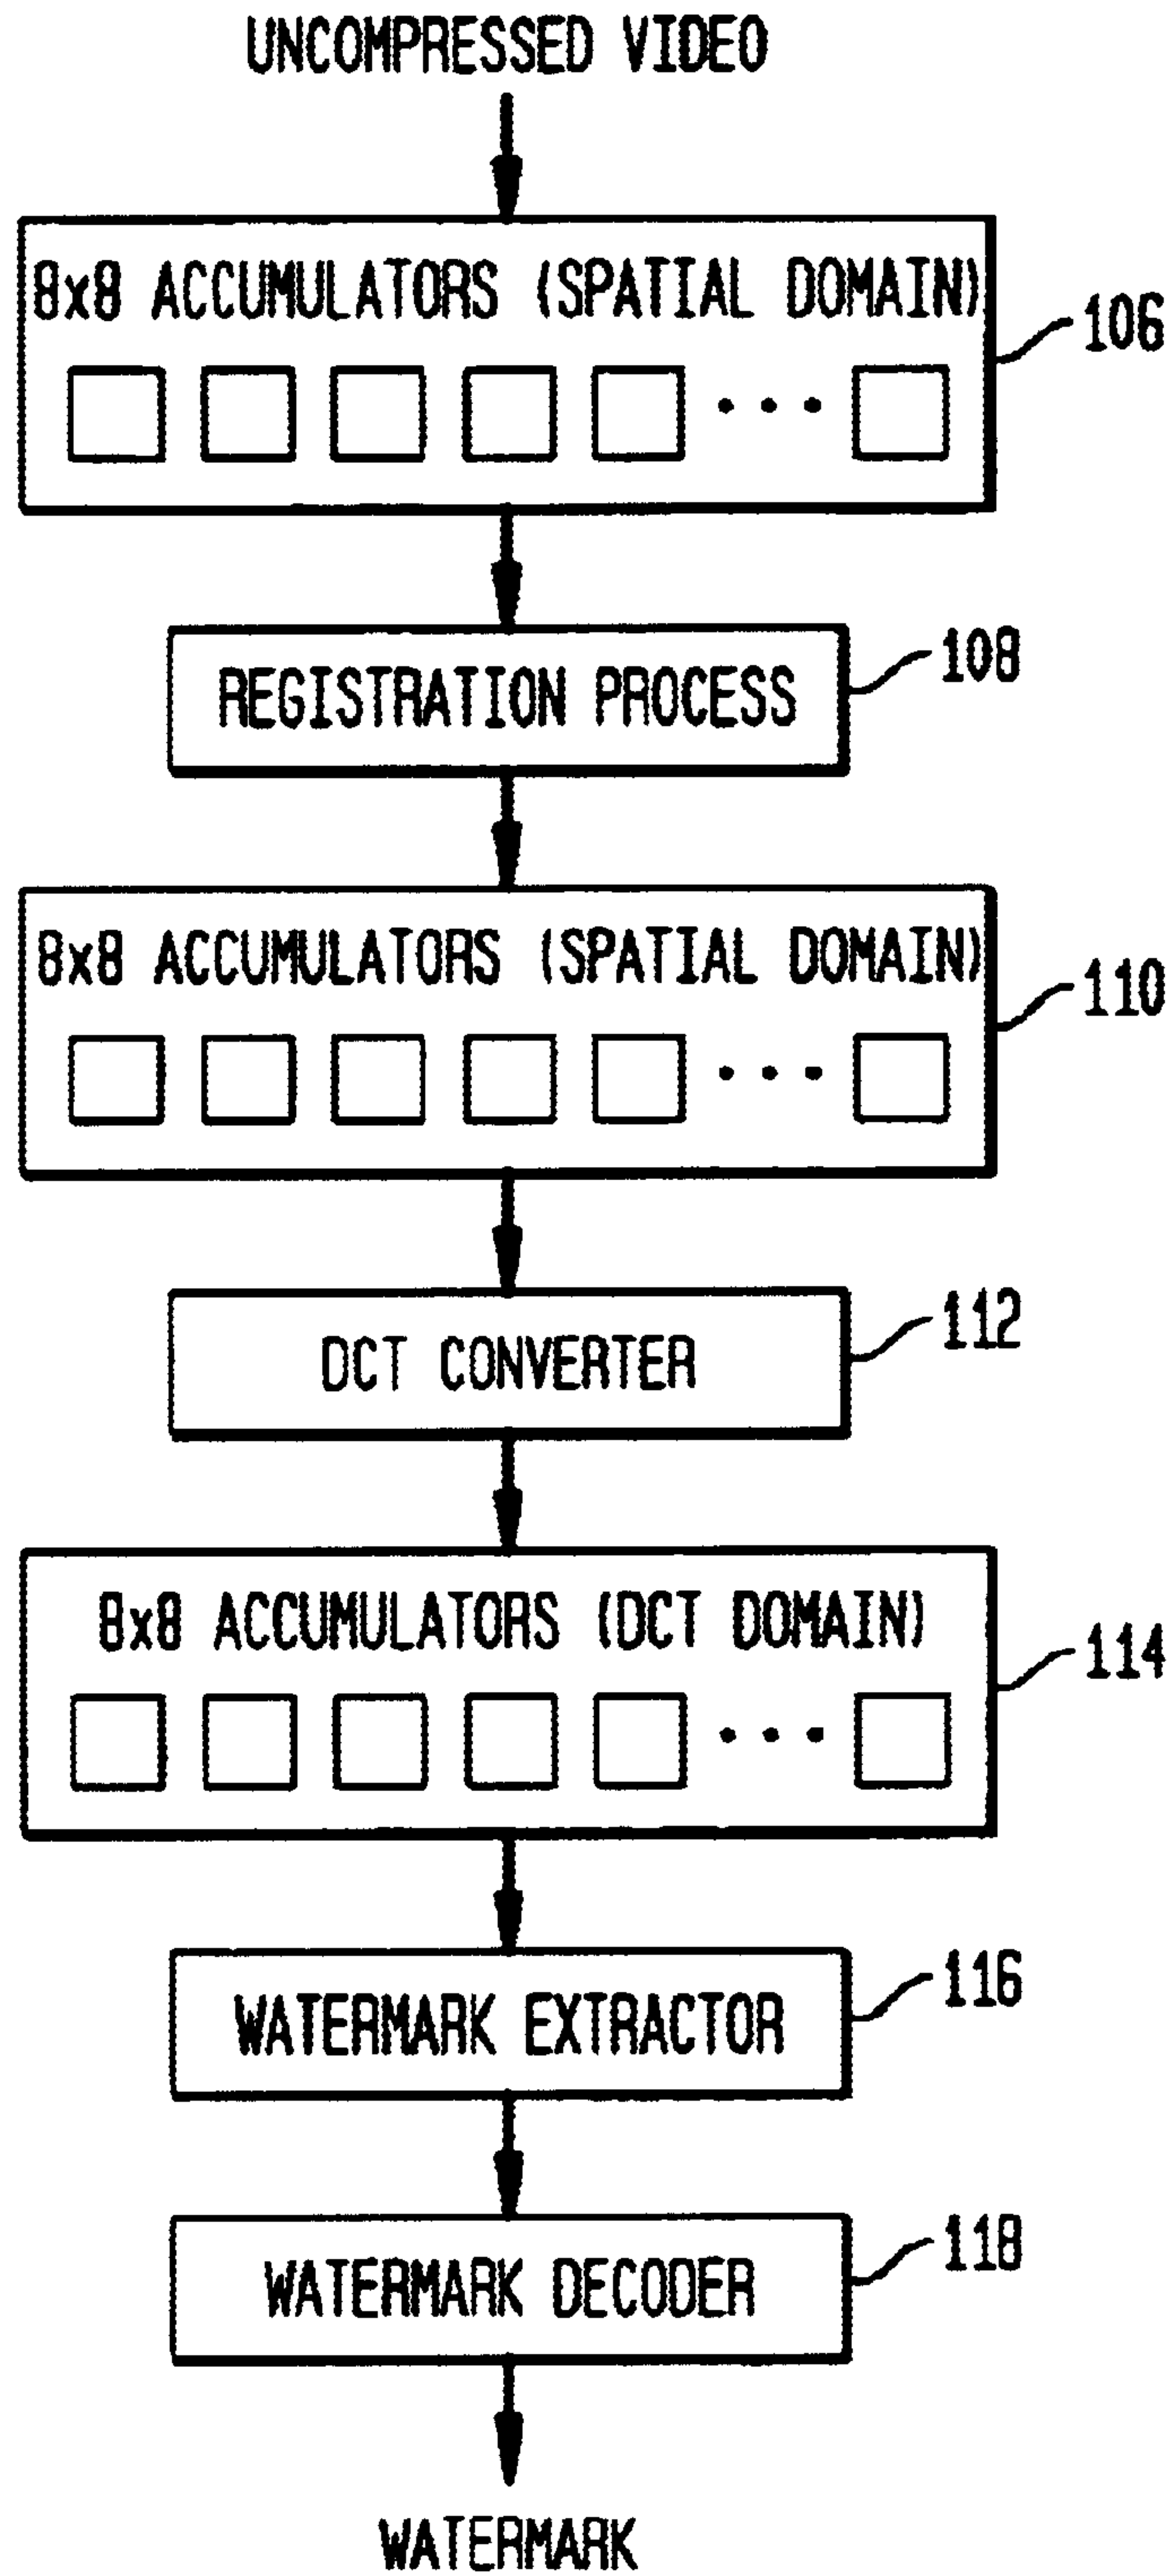 UNCOMPRESSED VIDEO
8x8 ACCUMULATORS (SPATIAL DOMAIN)
106
REGISTRATION PROCESS
108
8x8 ACCUMULATORS (SPATIAL DOMAIN)
110
DCT CONVERTER
112
8x8 ACCUMULATORS (DCT DOMAIN)
114
WATERMARK EXTRACTOR
116
WATERMARK DECODER
118
WATERMARK